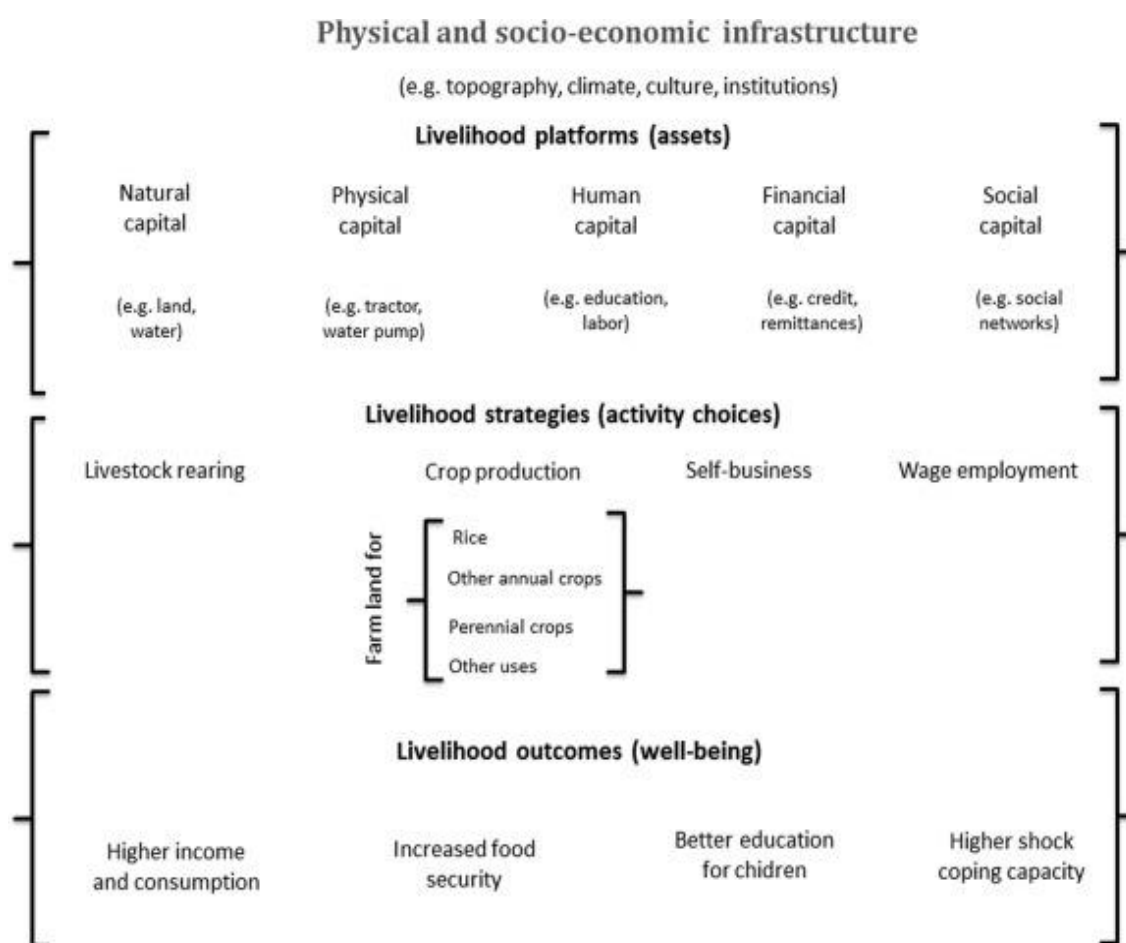 Physical and socio-economic infrastructure
(e.g. topography, climate, culture, institutions)
Livelihood platforms (assets)
Natural
capital
Physical
capital
Human
capital
Financial
capital
Social
capital
(e.g. land,
water)
(e.g. tractor,
water pump)
(e.g. education,
labor)
(e.g. credit,
remittances)
(e.g. social
networks)
Livelihood strategies (activity choices)
Livestock rearing
Crop production
Self-business
Wage employment
Farm land for
Rice
Other annual crops
Perennial crops
Other uses
Livelihood outcomes (well-being)
Higher income
and consumption
Increased food
security
Better education
for chidren
Higher shock
coping capacity